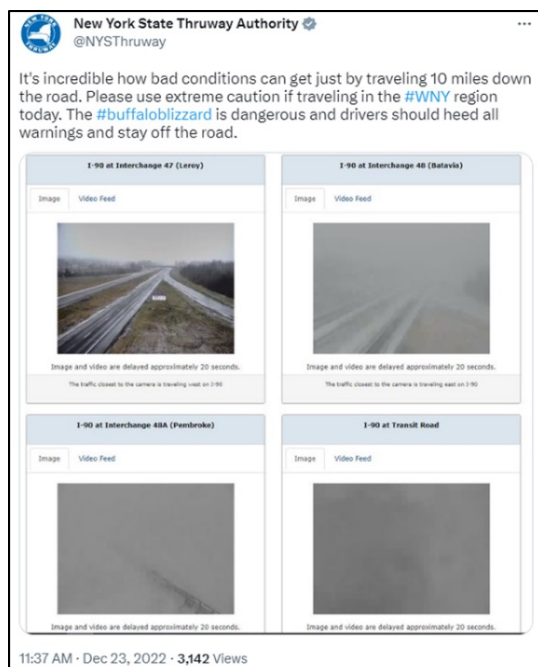 New York State Thruway Authority
@NYSThruway
It's incredible how bad conditions can get just by traveling 10 miles down
the road. Please use extreme caution if traveling in the #WNY region
today. The #buffaloblizzard is dangerous and drivers should heed all
warnings and stay off the road.
I-90 at Interchange 47 (Leroy)
Image Video Feed
Image and video are delayed approximately 20 seconds.
The traffic closest to the camera is traveling west on I-90
I-90 at Interchange 48 (Batavia)
Image Video Feed
Image and video are delayed approximately 20 seconds.
The traffic closest to the camera is traveling east on I-90
I-90 at Interchange 48A (Pembroke)
Image Video Feed
Image and video are delayed approximately 20 seconds.
I-90 at Transit Road
Image Video Feed
Image and video are delayed approximately 20 seconds.
11:37 AM · Dec 23, 2022 · 3,142 Views